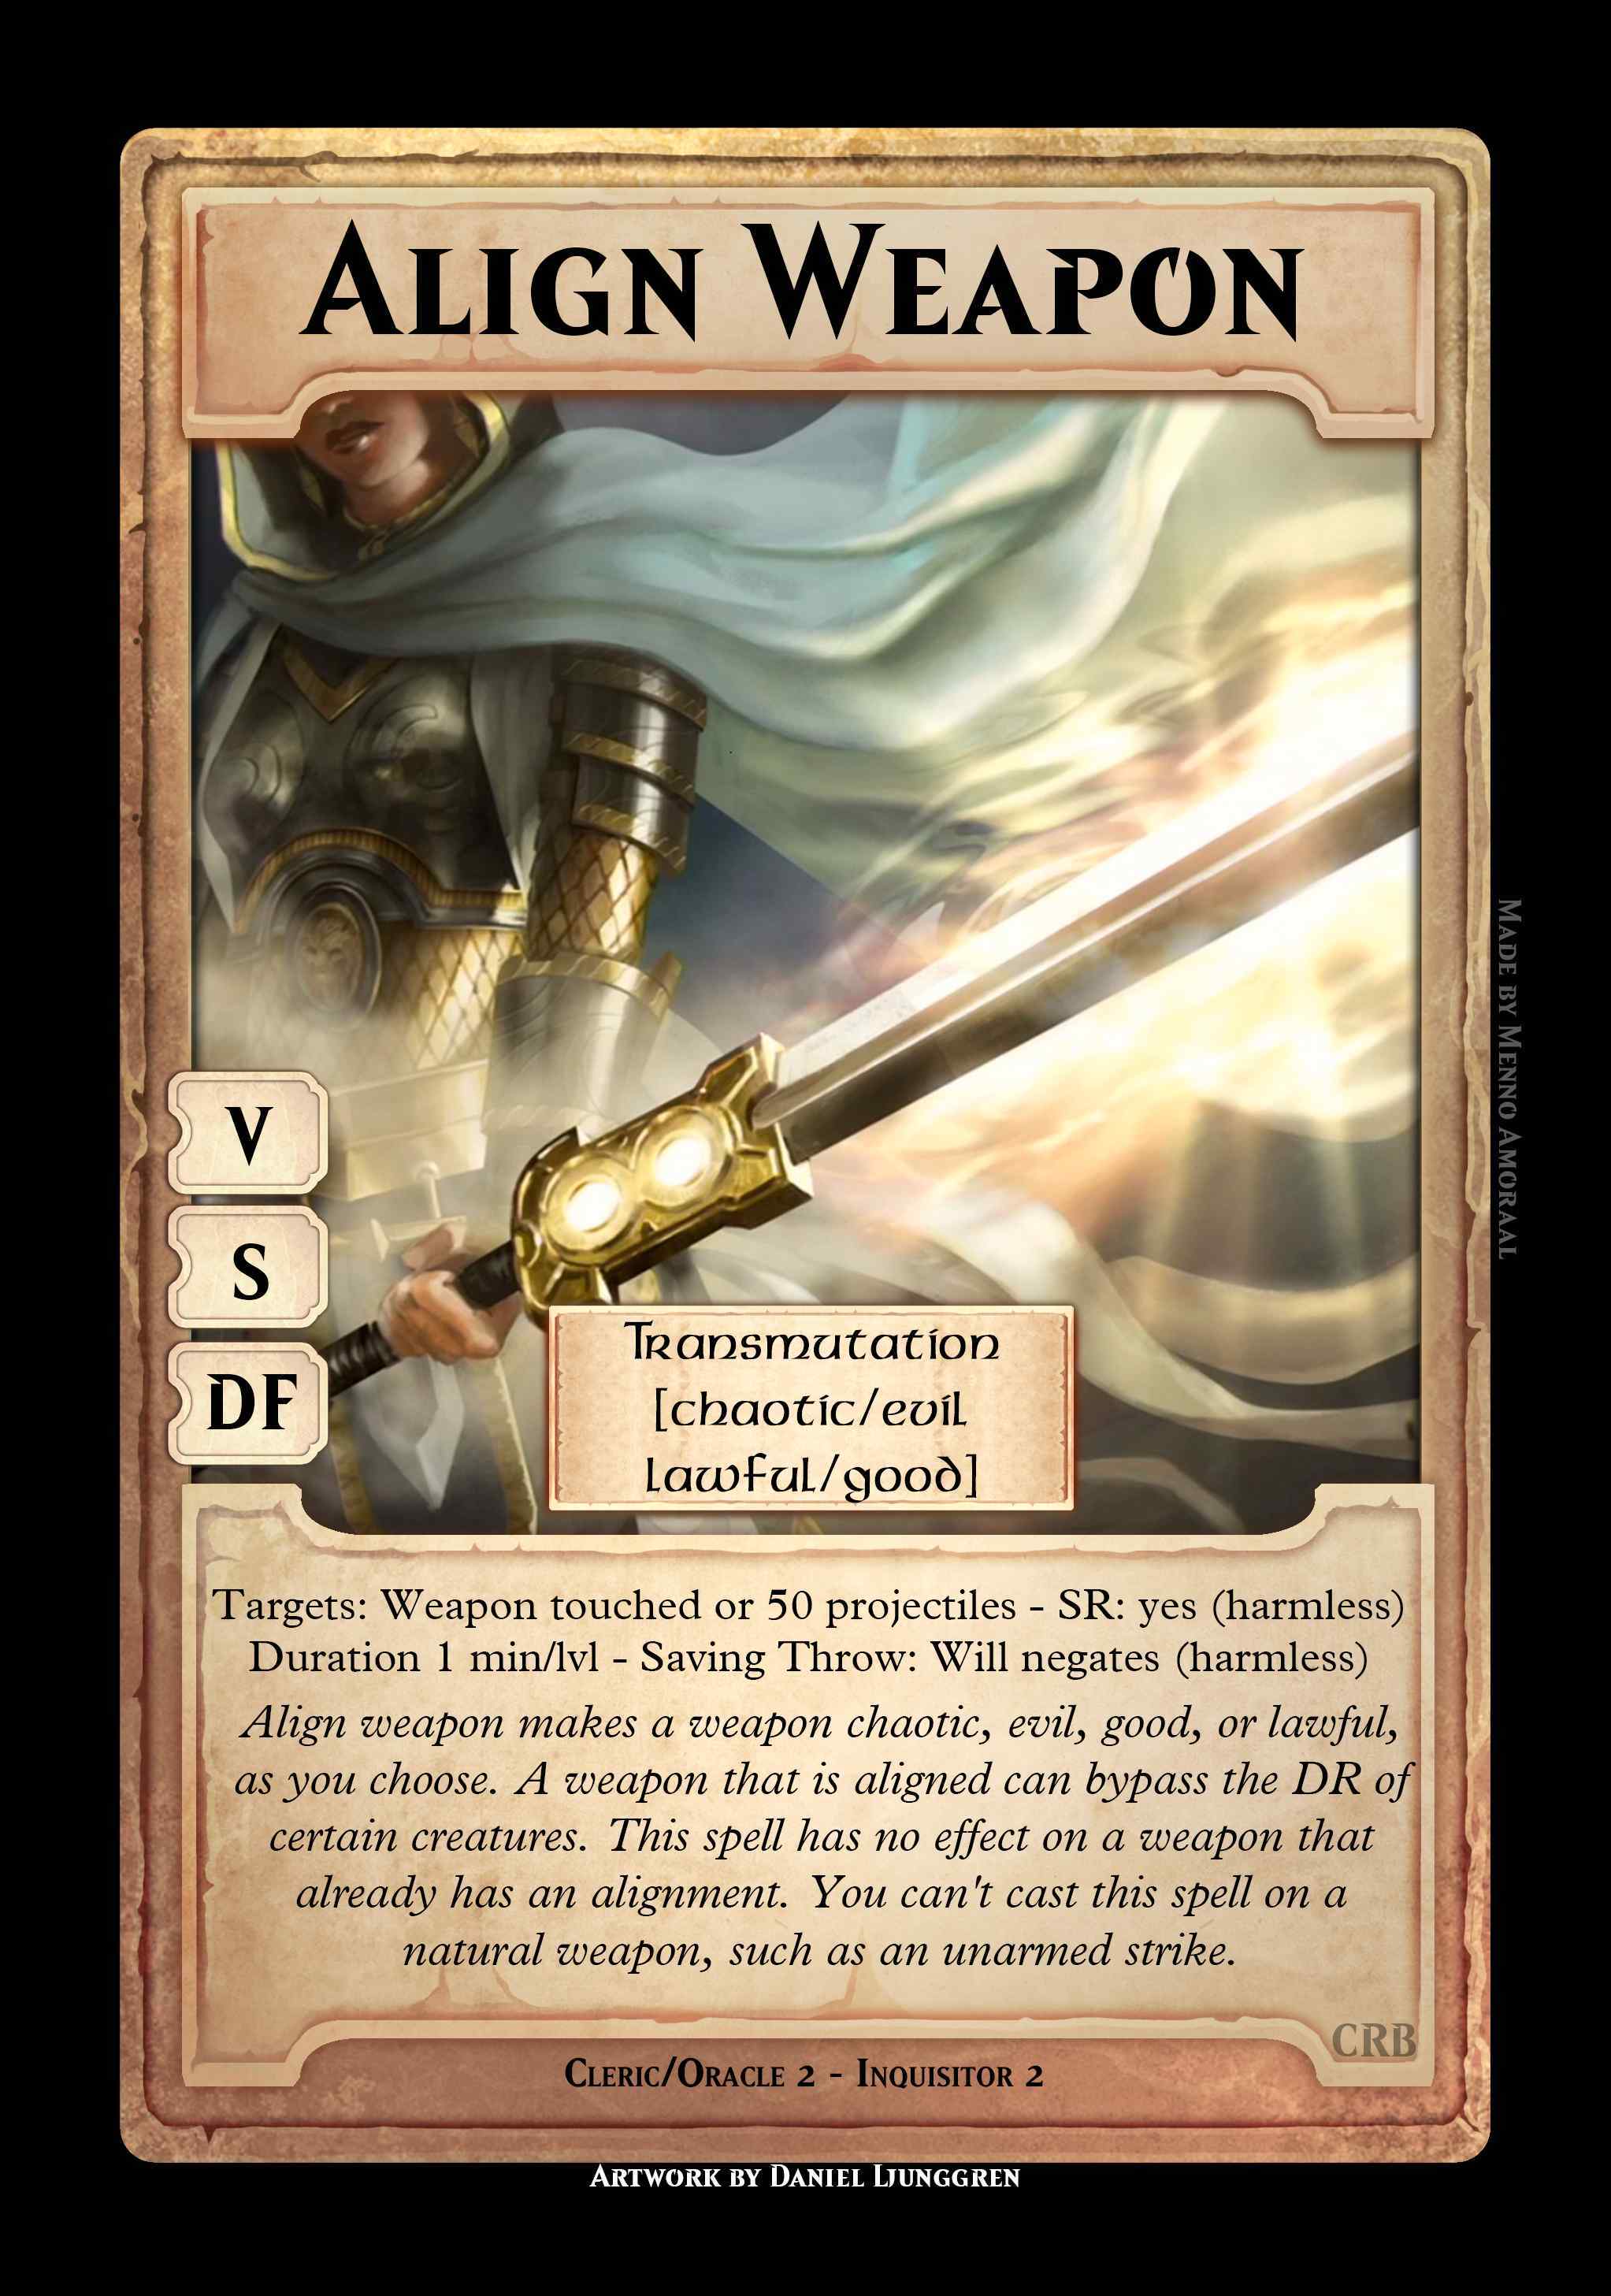 Align Weapon
V
S
DF
Transmutation
[chaotic/evil
lawful/good]
Targets: Weapon touched or 50 projectiles - SR: yes (harmless)
Duration 1 min/lvl - Saving Throw: Will negates (harmless)
Align weapon makes a weapon chaotic, evil, good, or lawful,
as you choose. A weapon that is aligned can bypass the DR of
certain creatures. This spell has no effect on a weapon that
already has an alignment. You can't cast this spell on a
natural weapon, such as an unarmed strike.
CRB
Cleric/Oracle 2 - Inquisitor 2
Artwork by Daniel Ljunggren
Made by Menno Amoraal